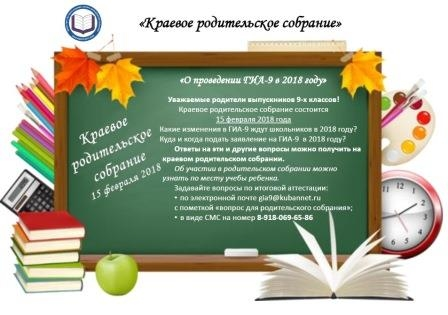 «Краевое родительское собрание»
«О проведении ГИА-9 в 2018 году»
Уважаемые родители выпускников 9-х классов!
Краевое родительское собрание состоится
15 февраля 2018 года
Какие изменения в ГИА-9 ждут школьников в 2018 году?
Куда и когда подать заявление на ГИА-9 в 2018 году?
Ответы на эти и другие вопросы можно получить на
краевом родительском собрании.
Об участии в родительском собрании можно
узнать по месту учебы ребенка.
Задавайте вопросы по итоговой аттестации:
• по электронной почте gia9@kubannet.ru
с пометкой «вопрос для родительского собрания»;
• в виде СМС на номер 8-918-069-65-86
Краевое
родительское
собрание
15 февраля 2018